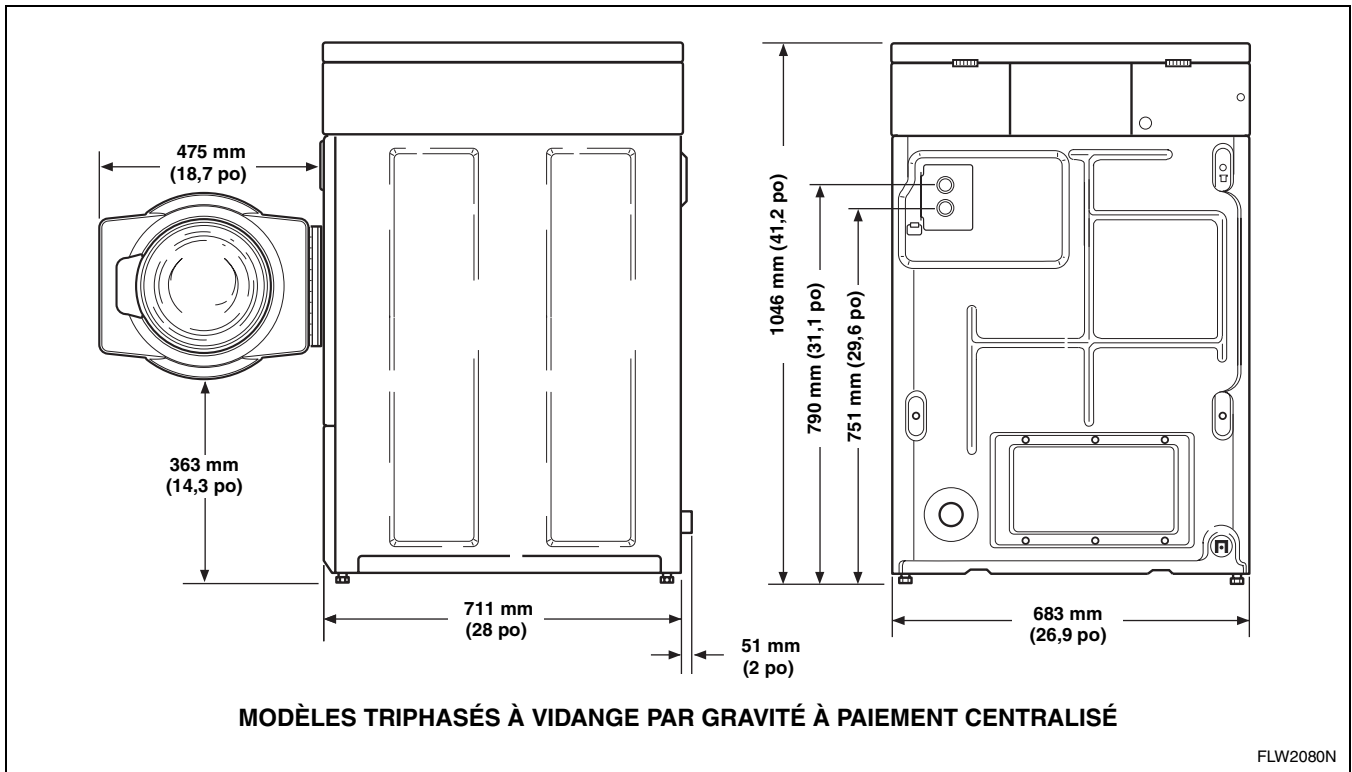 475 mm
(18,7 po)
363 mm
(14,3 po)
711 mm
(28 po)
51 mm
(2 po)
1046 mm (41,2 po)
790 mm (31,1 po)
751 mm (29,6 po)
683 mm
(26,9 po)
MODÈLES TRIPHASÉS À VIDANGE PAR GRAVITÉ À PAIEMENT CENTRALISÉ
FLW2080N